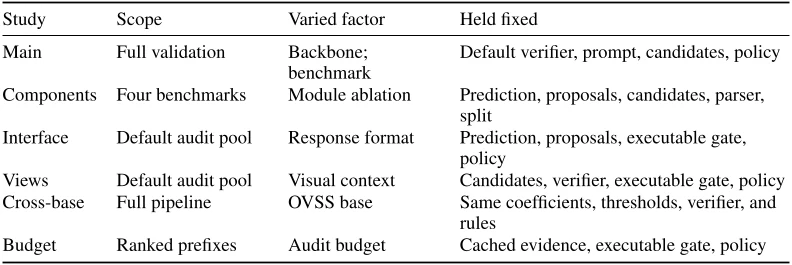 Study Scope Varied factor Held fixed
Main Full validation Backbone; Default verifier, prompt, candidates, policy
benchmark
Components Four benchmarks Module ablation Prediction, proposals, candidates, parser,
split
Interface Default audit pool Response format Prediction, proposals, executable gate,
policy
Views Default audit pool Visual context Candidates, verifier, executable gate, policy
Cross-base Full pipeline OVSS base Same coefficients, thresholds, verifier, and
rules
Budget Ranked prefixes Audit budget Cached evidence, executable gate, policy